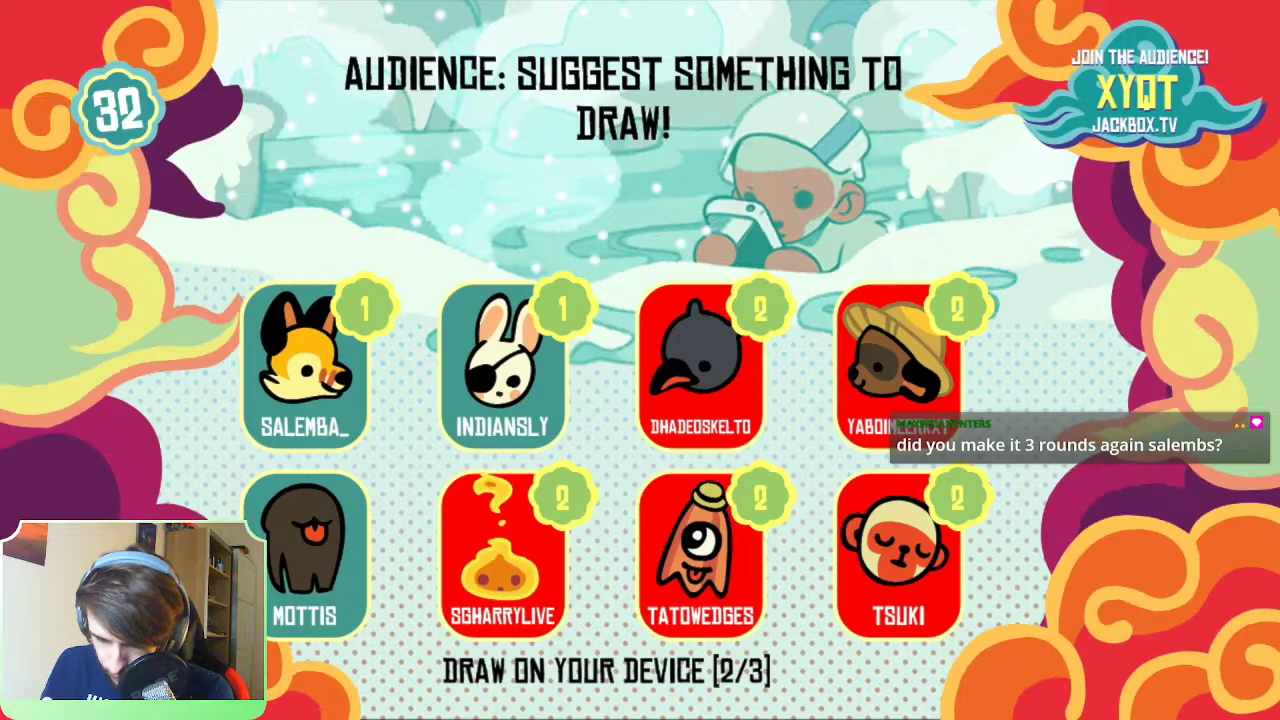 32
AUDIENCE: SUGGEST SOMETHING TO
DRAW!
JOIN THE AUDIENCE!
XYQT
JACKBOX.TV
1
SALEMBA_
1
INDIANSLY
2
DHADEOSKELTO
2
did you make it 3 rounds again salembs?
MOTTIS
2
SGHARRYLIVE
2
TATOWEDGES
2
TSUKI
DRAW ON YOUR DEVICE [2/3]